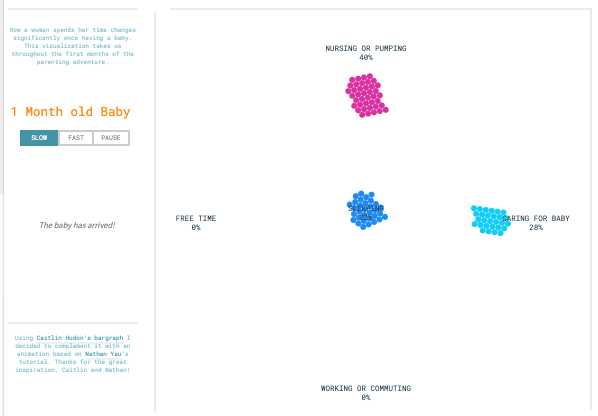 How a woman spends her time changes
significantly once having a baby.
This visualization takes us
throughout the first months of the
parenting adventure.
1 Month old Baby
SLOW FAST PAUSE
The baby has arrived!
Using Caitlin Hudon's bargraph I
decided to complement it with an
animation based on Nathan Yau's
tutorial. Thanks for the great
inspiration, Caitlin and Nathan!
NURSING OR PUMPING
40%
SLEEPING
FREE TIME
0%
CARING FOR BABY
28%
WORKING OR COMMUTING
0%